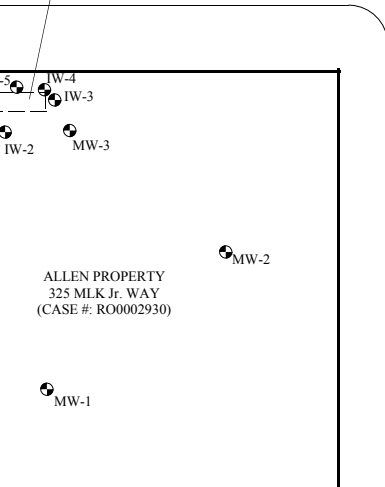 -5
IW-4
IW-3
IW-2
MW-3
MW-2
ALLEN PROPERTY
325 MLK Jr. WAY
(CASE #: RO0002930)
MW-1